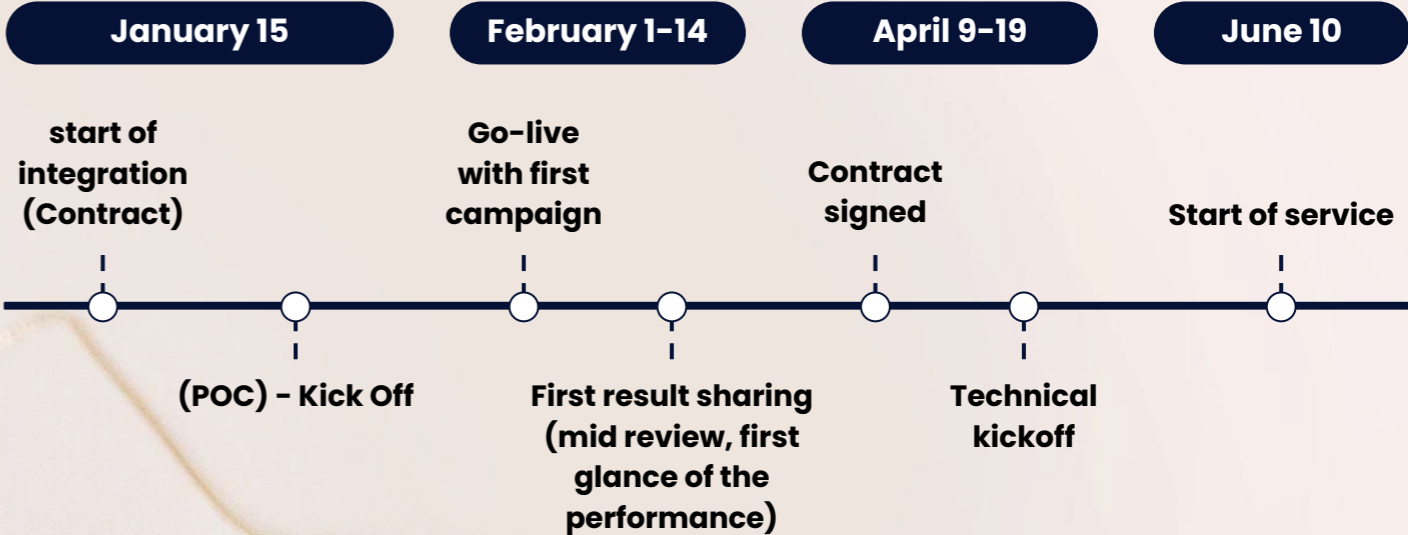 January 15
February 1-14
April 9-19
June 10
start of
integration
(Contract)
Go-live
with first
campaign
Contract
signed
Start of service
(POC) - Kick Off
First result sharing
(mid review, first
glance of the
performance)
Technical
kickoff